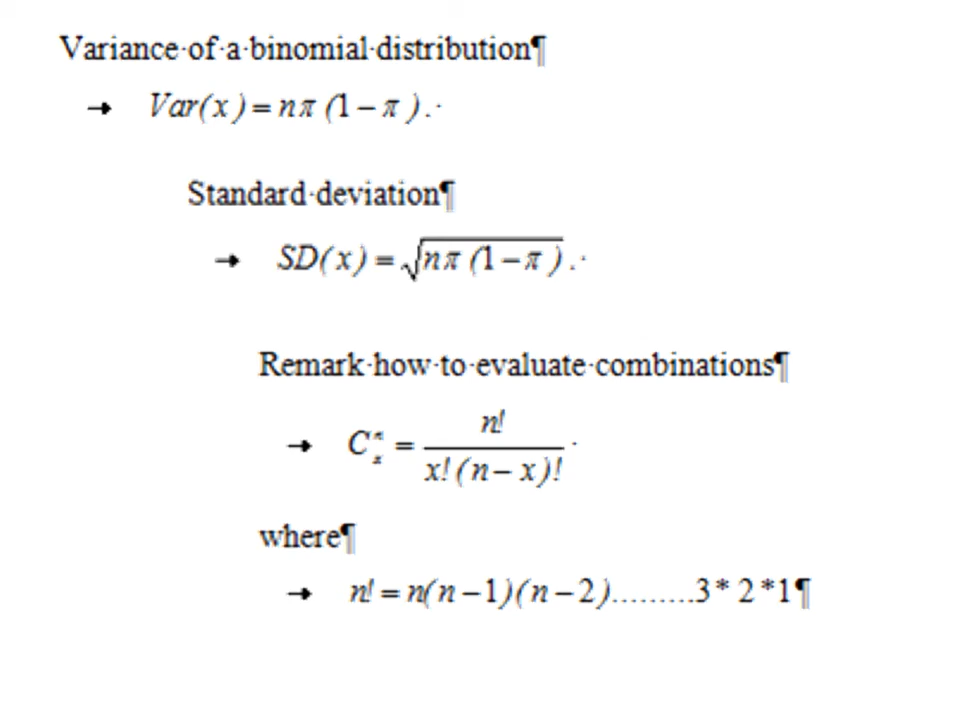 Variance·of·a·binomial·distribution¶
→ Var(x)=nπ(1−π).·
Standard·deviation¶
→ SD(x)=√nπ(1−π).·
Remark·how·to·evaluate·combinations¶
→ C^n_x = n!/x!(n−x)!·
where¶
→ n!=n(n−1)(n−2).........3*2*1¶